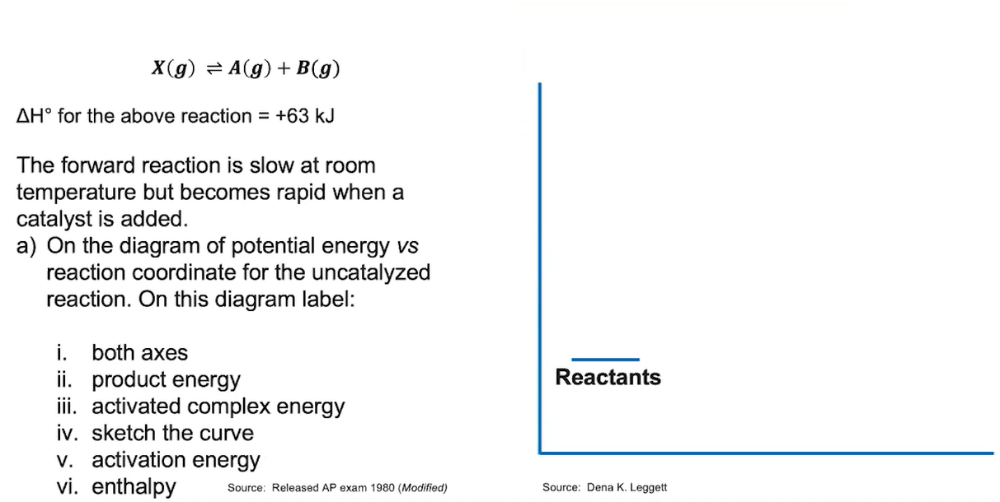 X(g) ⇌ A(g) + B(g)
ΔH° for the above reaction = +63 kJ
The forward reaction is slow at room
temperature but becomes rapid when a
catalyst is added.
a) On the diagram of potential energy vs
reaction coordinate for the uncatalyzed
reaction. On this diagram label:
i. both axes
ii. product energy
iii. activated complex energy
iv. sketch the curve
v. activation energy
vi. enthalpy
Source: Released AP exam 1980 (Modified)
Reactants
Source: Dena K. Leggett